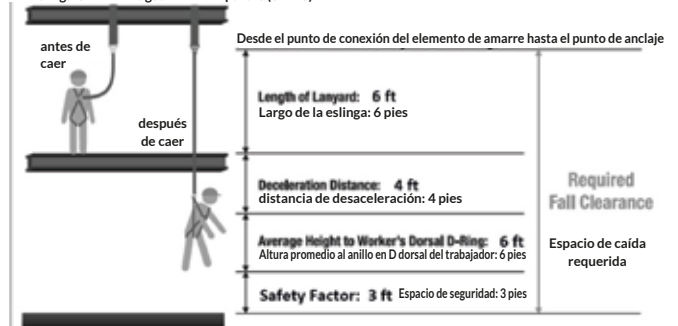 Desde el punto de conexión del elemento de amarre hasta el punto de anclaje
antes de
caer
después
de caer
Length of Lanyard: 6 ft
Largo de la eslinga: 6 pies
Deceleration Distance: 4 ft
distancia de desaceleración: 4 pies
Average Height to Worker's Dorsal D-Ring: 6 ft
Altura promedio al anillo en D dorsal del trabajador: 6 pies
Safety Factor: 3 ft Espacio de seguridad: 3 pies
Required
Fall Clearance
Espacio de caída
requerida